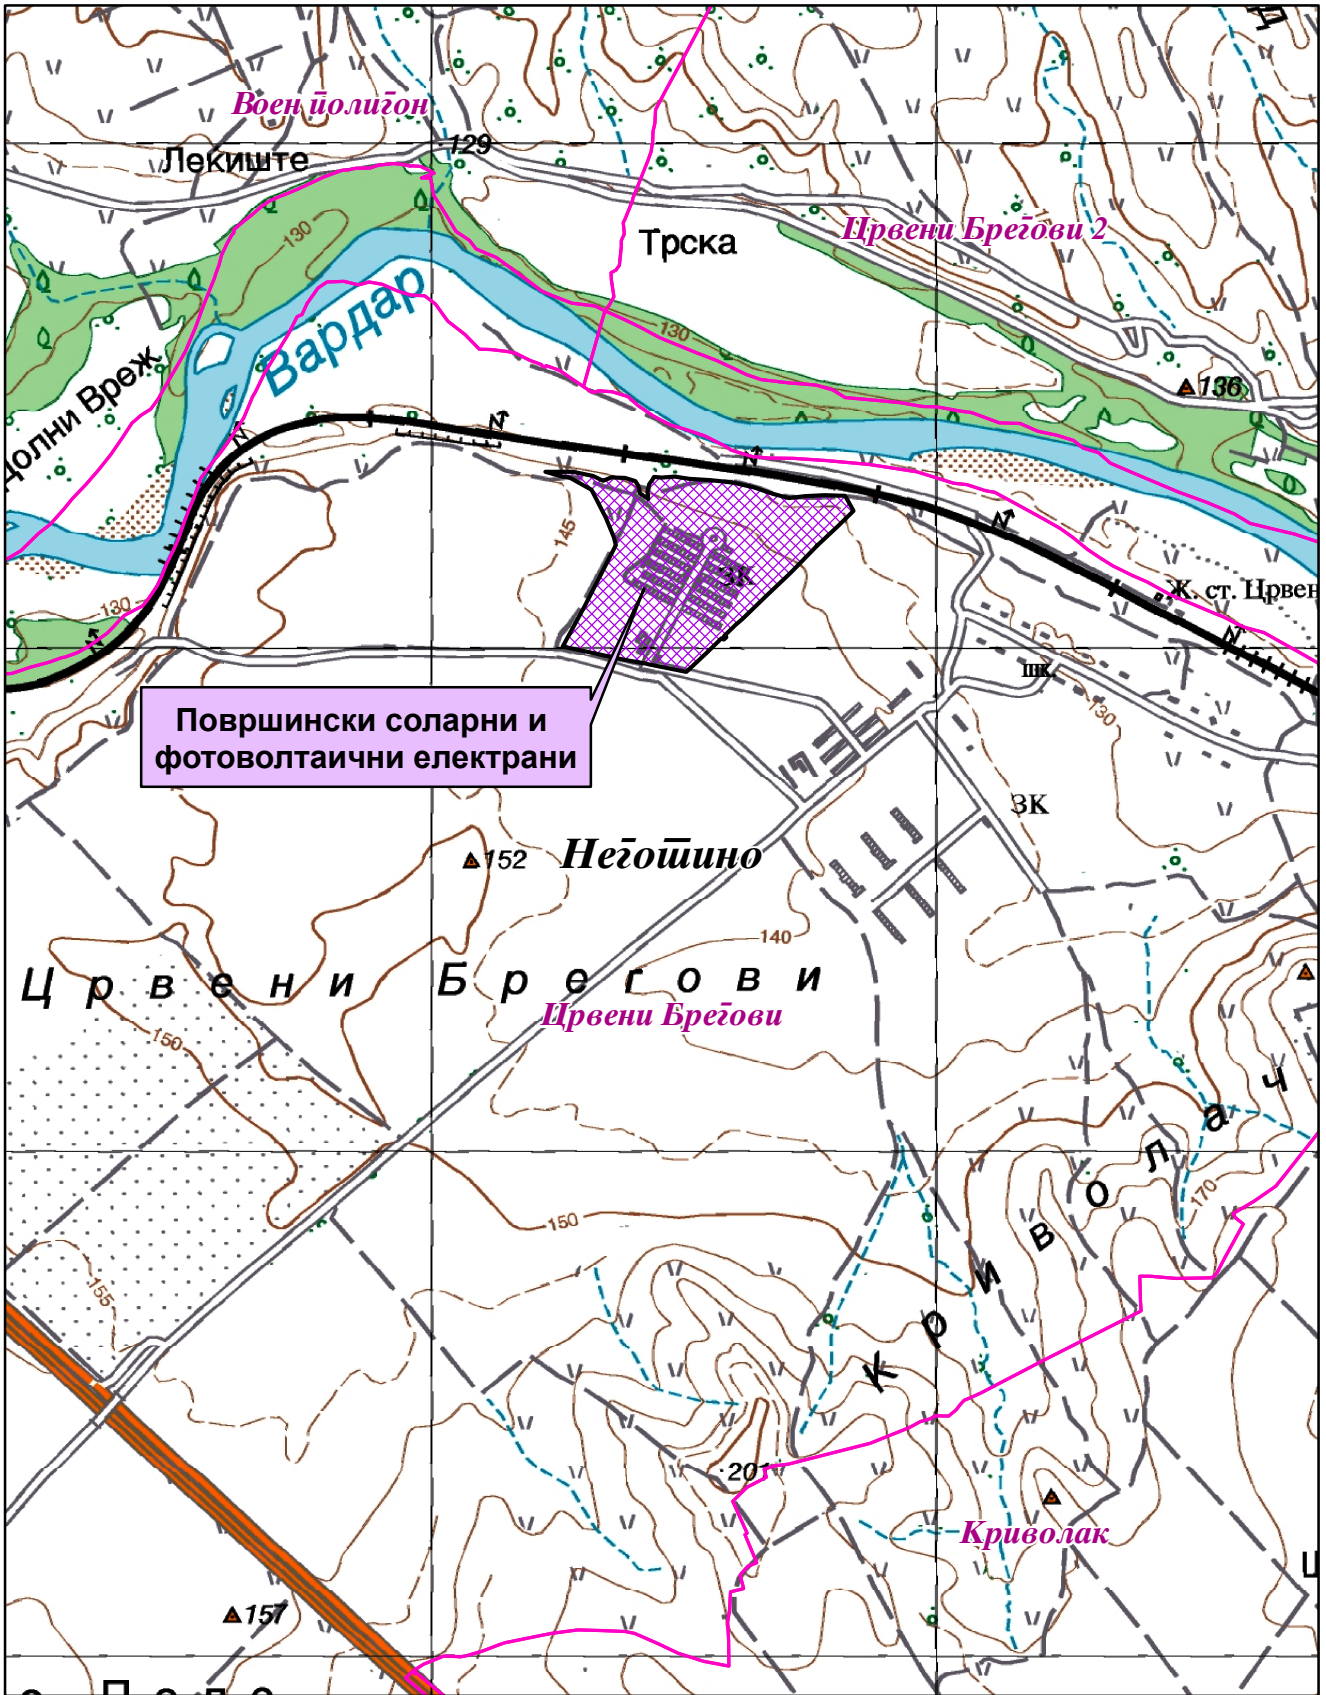 Воен полигон
129
Лекиште
Црвени Брегови 2
Трска
130
130
Вардар
136
Долни Вреж
145
ЗК
Ж. ст. Црвен
130
шк.
130
Површински соларни и
фотоволтаични електрани
ЗК
152
Неготино
140
Црвени Брегови
Црвени Брегови
150
Криволач
170
150
155
201
Криволак
157